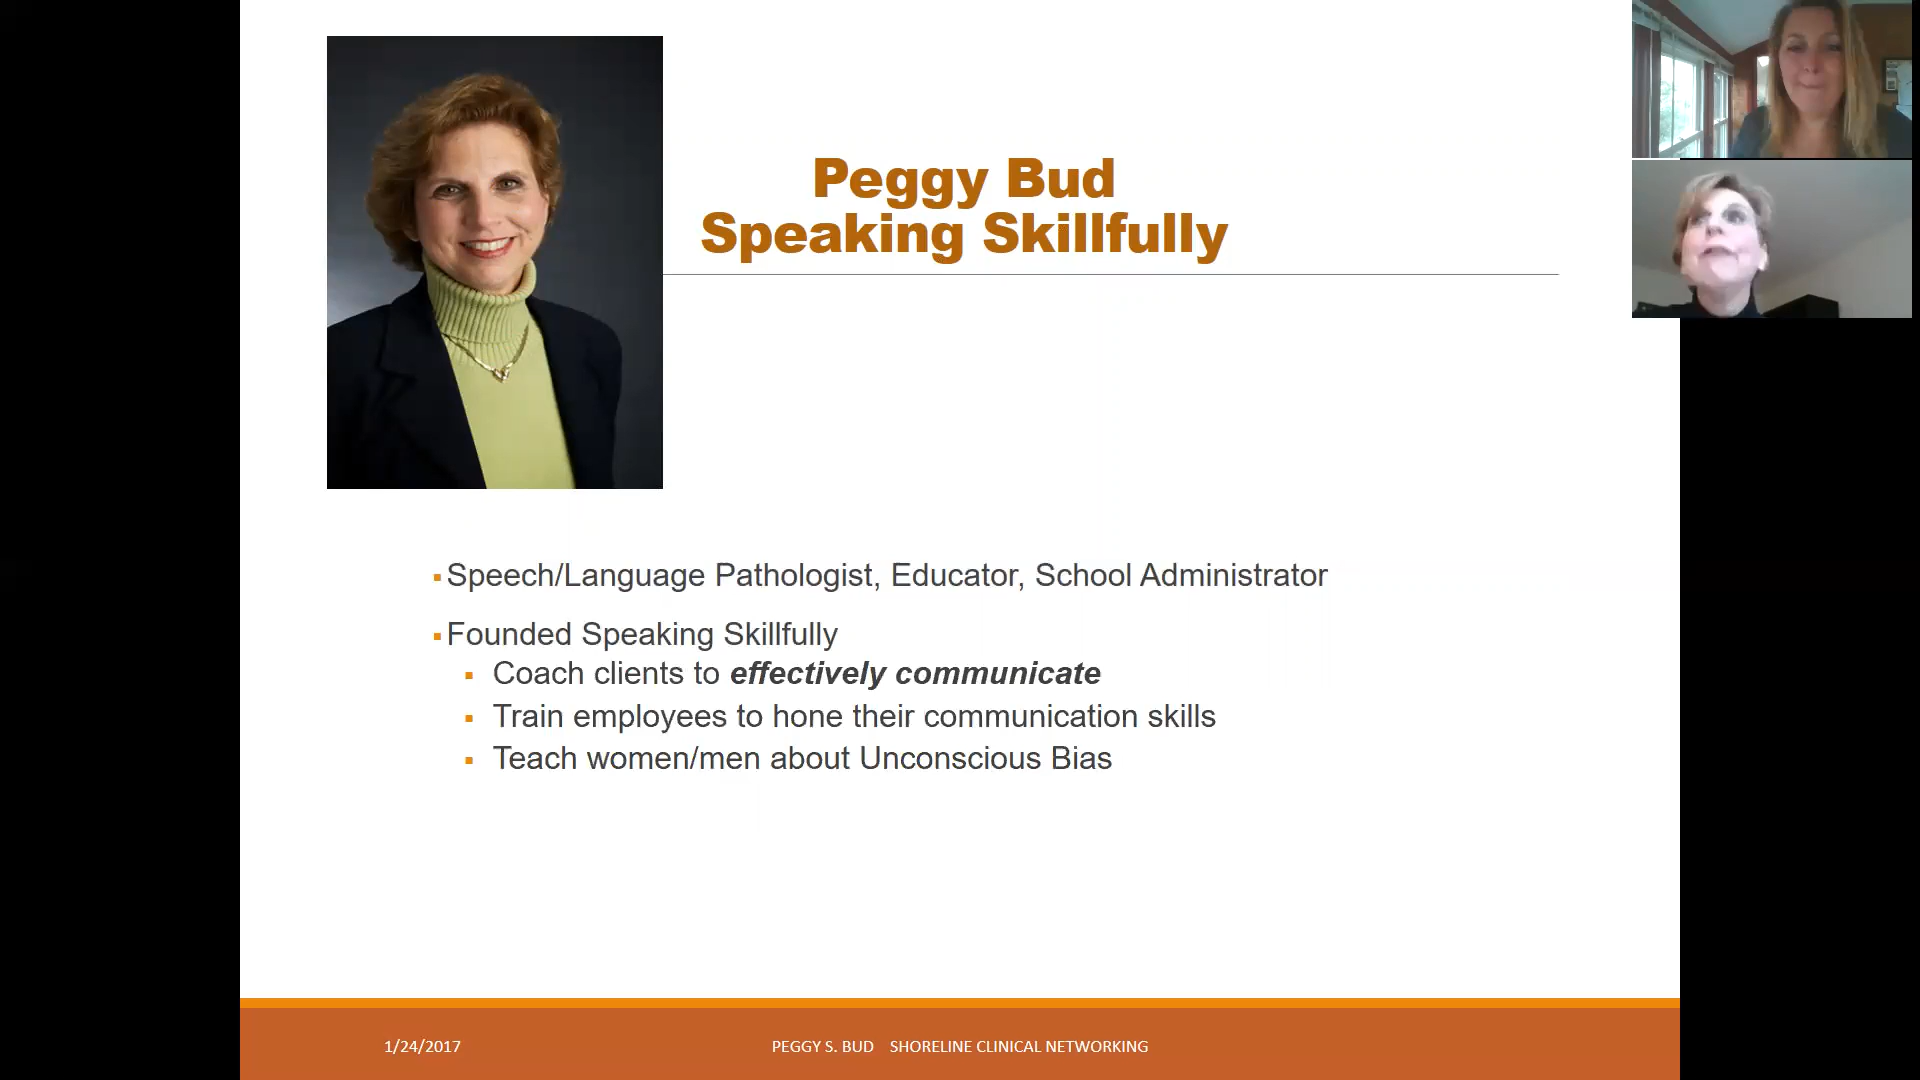 Peggy Bud
Speaking Skillfully
Speech/Language Pathologist, Educator, School Administrator
Founded Speaking Skillfully
Coach clients to effectively communicate
Train employees to hone their communication skills
Teach women/men about Unconscious Bias
1/24/2017
PEGGY S. BUD SHORELINE CLINICAL NETWORKING